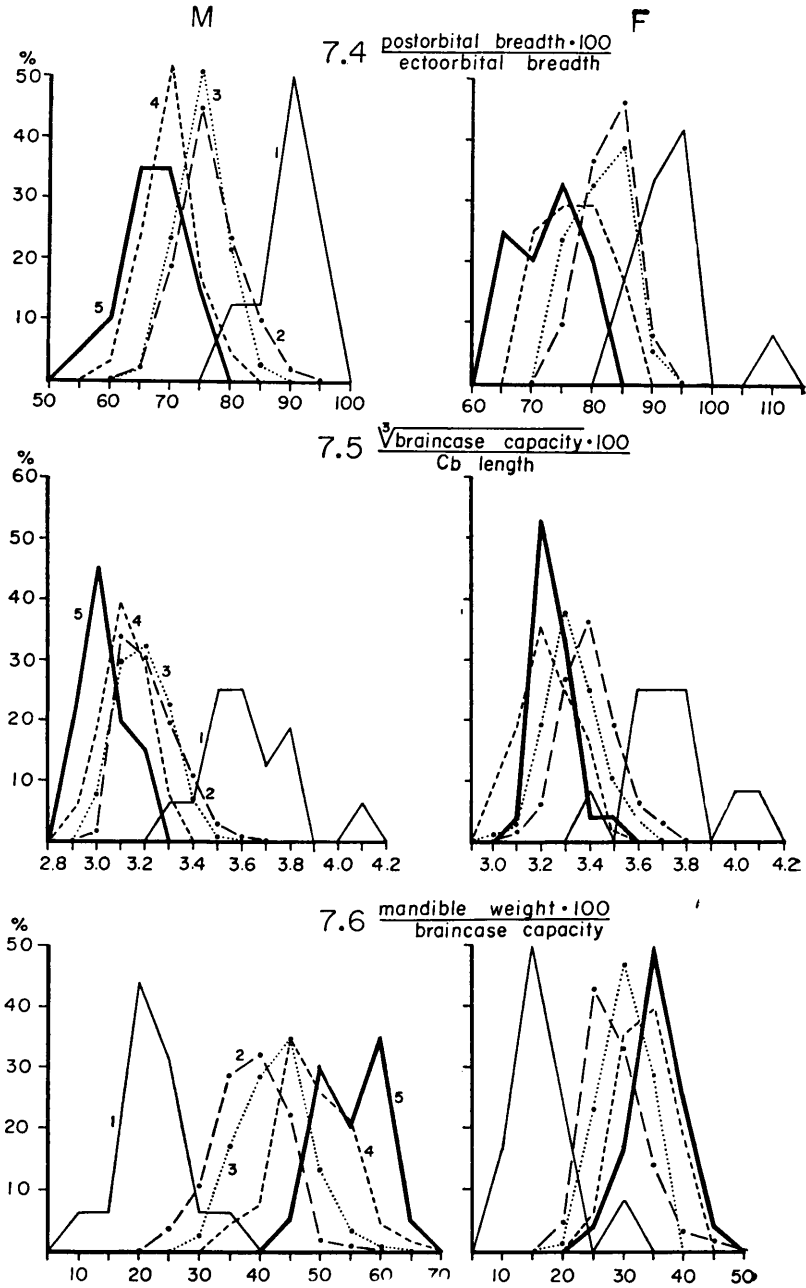 M F
7.4 postorbital breadth·100
ectoorbital breadth
%
50
40
30
20
10
4 3 1 5 2
50 60 70 80 90 100
60 70 80 90 100 110
7.5 ∛braincase capacity·100
Cb length
%
60
50
40
30
20
10
5 4 3 1 2
2.8 3.0 3.2 3.4 3.6 3.8 4.0 4.2
3.0 3.2 3.4 3.6 3.8 4.0 4.2
7.6 mandible weight·100
braincase capacity
%
50
40
30
20
10
1 2 3 4 5
10 20 30 40 50 60 70
10 20 30 40 50